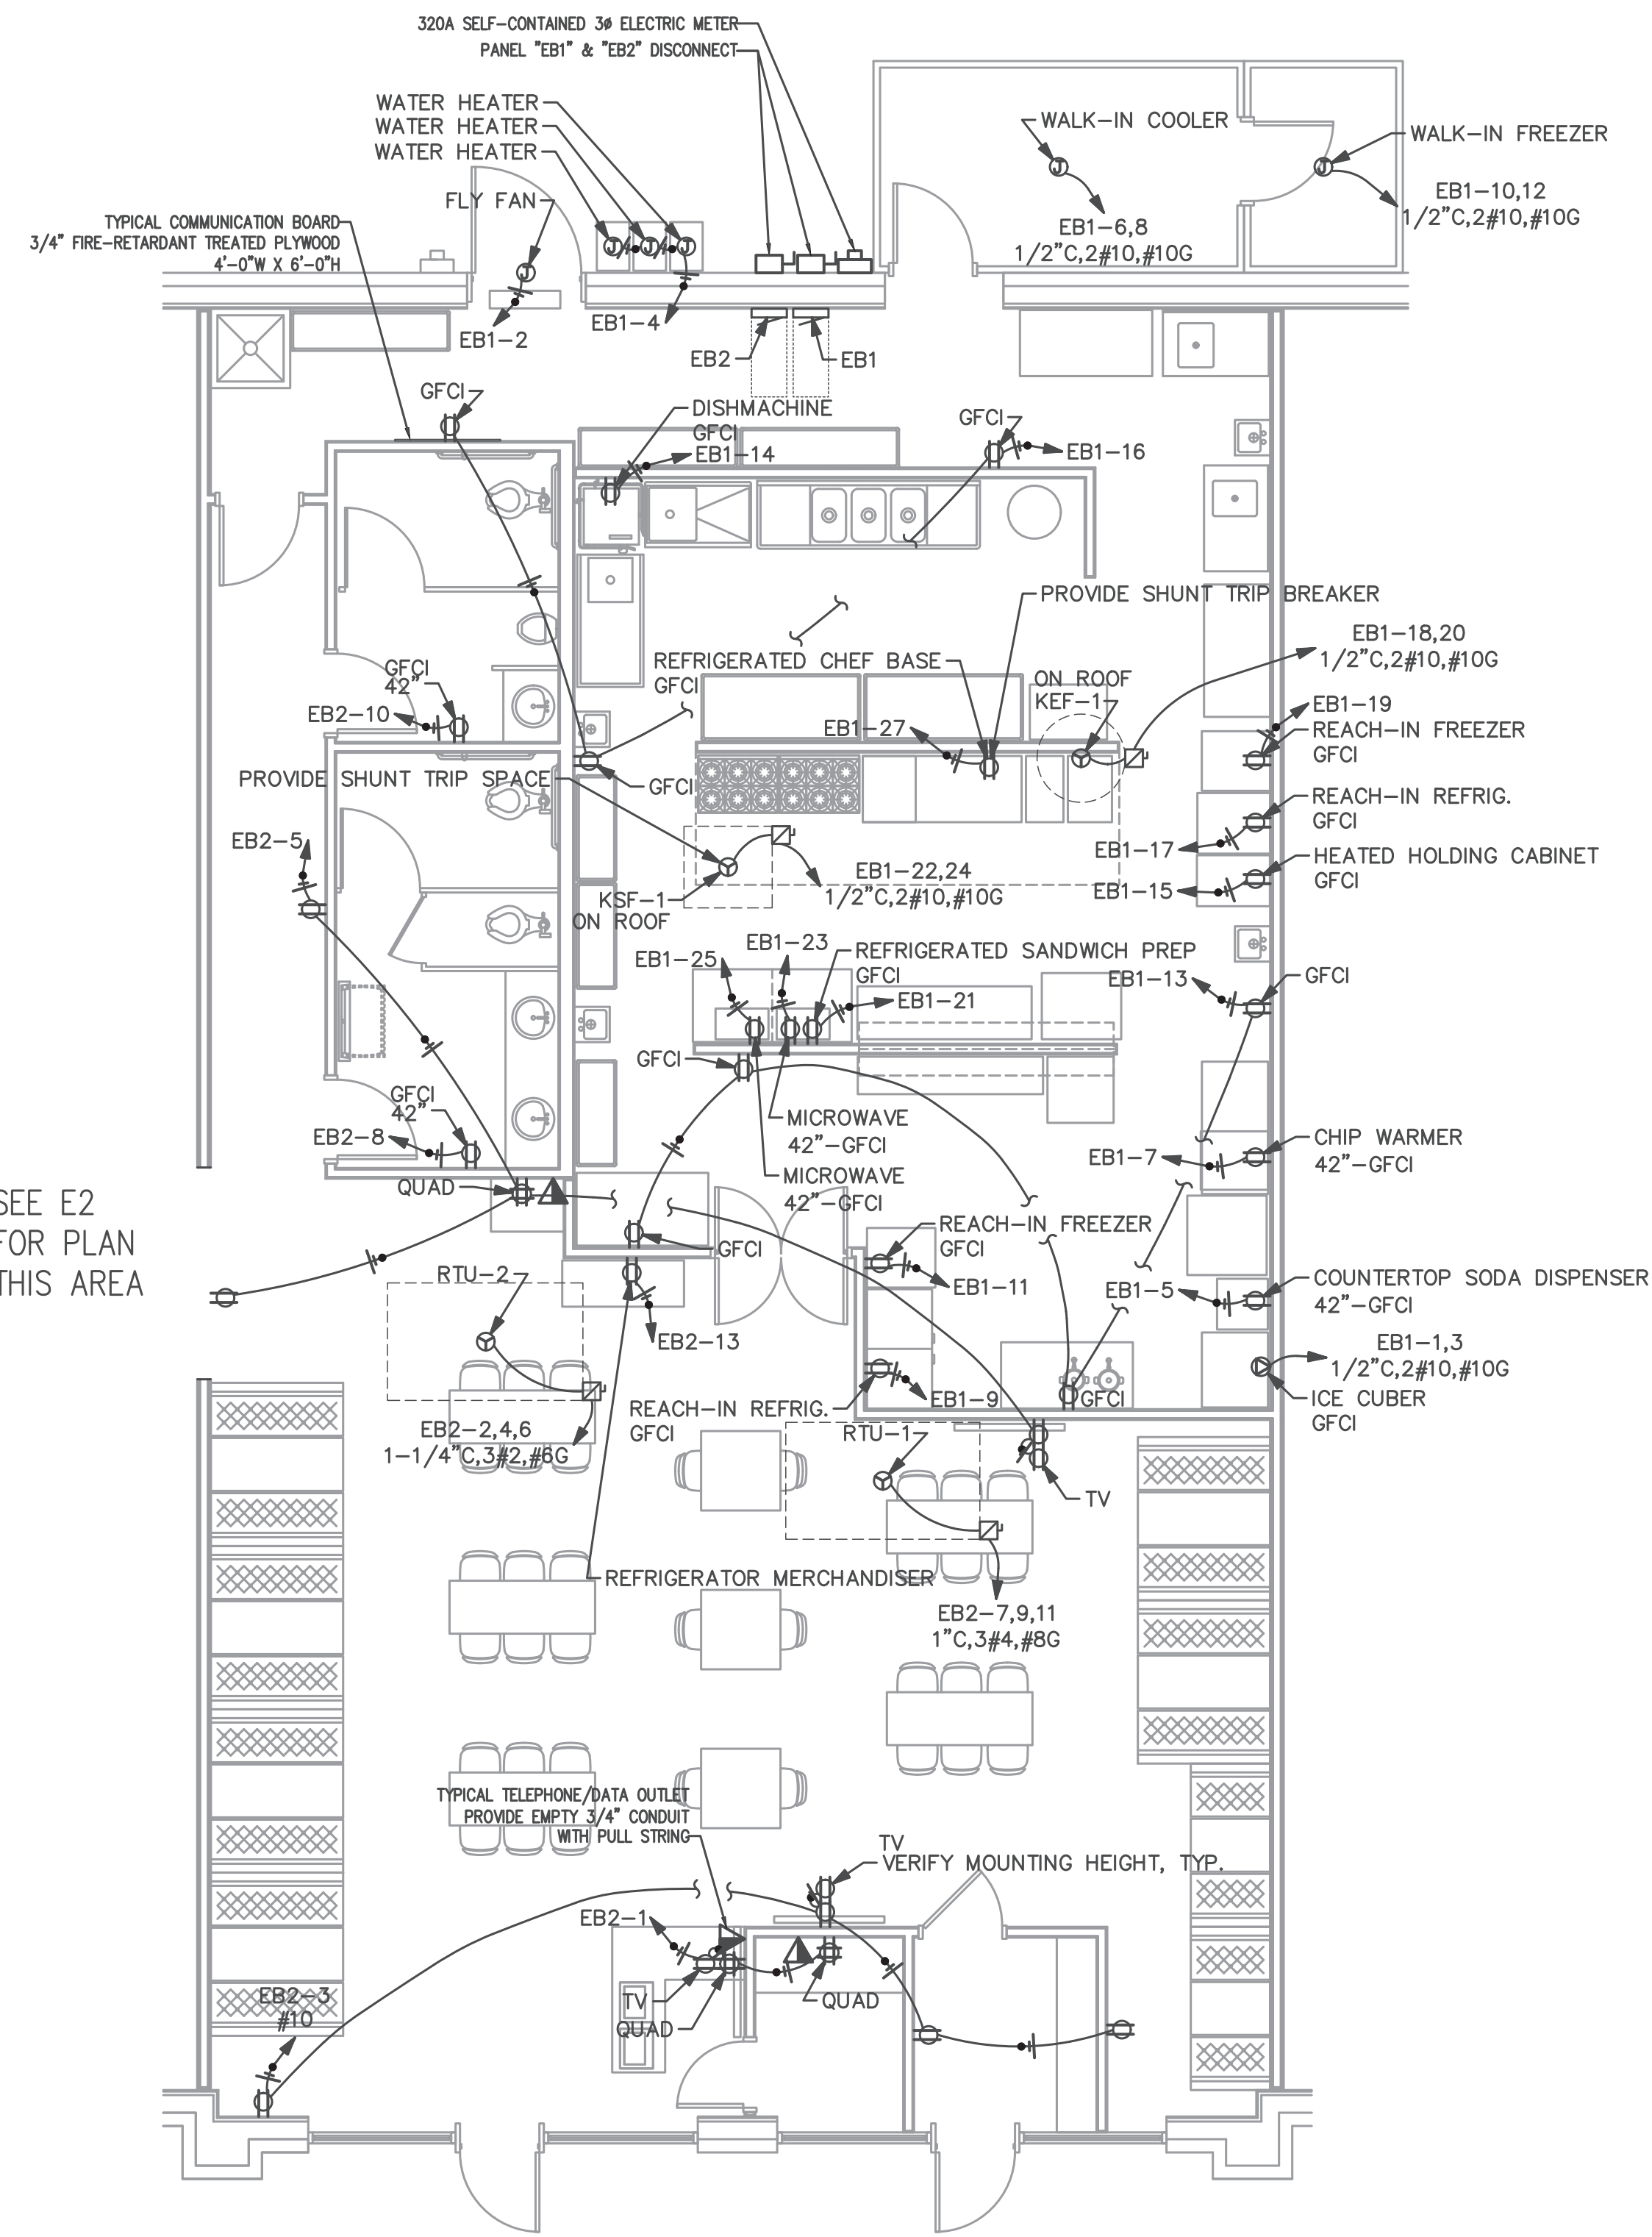 320A SELF-CONTAINED 3ø ELECTRIC METER
PANEL "EB1" & "EB2" DISCONNECT
WATER HEATER
WATER HEATER
WATER HEATER
FLY FAN
TYPICAL COMMUNICATION BOARD
3/4" FIRE-RETARDANT TREATED PLYWOOD
4'-0"W X 6'-0"H
WALK-IN COOLER
WALK-IN FREEZER
EB1-10,12
1/2"C,2#10,#10G
EB1-6,8
1/2"C,2#10,#10G
J
J
J
J
J
J
EB1-2
EB1-4
EB2
EB1
GFCI
DISHMACHINE
GFCI
EB1-14
GFCI
EB1-16
PROVIDE SHUNT TRIP BREAKER
EB1-18,20
1/2"C,2#10,#10G
REFRIGERATED CHEF BASE
GFCI
ON ROOF
KEF-1
GFCI
42"
EB2-10
EB1-27
EB1-19
REACH-IN FREEZER
GFCI
PROVIDE SHUNT TRIP SPACE
GFCI
REACH-IN REFRIG.
GFCI
EB1-17
HEATED HOLDING CABINET
GFCI
EB1-15
EB2-5
EB1-22,24
1/2"C,2#10,#10G
KSF-1
ON ROOF
EB1-25
EB1-23
REFRIGERATED SANDWICH PREP
GFCI
EB1-21
EB1-13
GFCI
GFCI
GFCI
42"
EB2-8
MICROWAVE
42"-GFCI
MICROWAVE
42"-GFCI
CHIP WARMER
42"-GFCI
EB1-7
QUAD
SEE E2
FOR PLAN
THIS AREA
GFCI
REACH-IN FREEZER
GFCI
EB1-11
RTU-2
EB2-13
COUNTERTOP SODA DISPENSER
42"-GFCI
EB1-5
EB1-1,3
1/2"C,2#10,#10G
ICE CUBER
GFCI
EB1-9
GFCI
REACH-IN REFRIG.
GFCI
EB2-2,4,6
1-1/4"C,3#2,#6G
RTU-1
TV
REFRIGERATOR MERCHANDISER
EB2-7,9,11
1"C,3#4,#8G
TYPICAL TELEPHONE/DATA OUTLET
PROVIDE EMPTY 3/4" CONDUIT
WITH PULL STRING
TV
VERIFY MOUNTING HEIGHT, TYP.
EB2-1
TV
QUAD
QUAD
EB2-3
#10